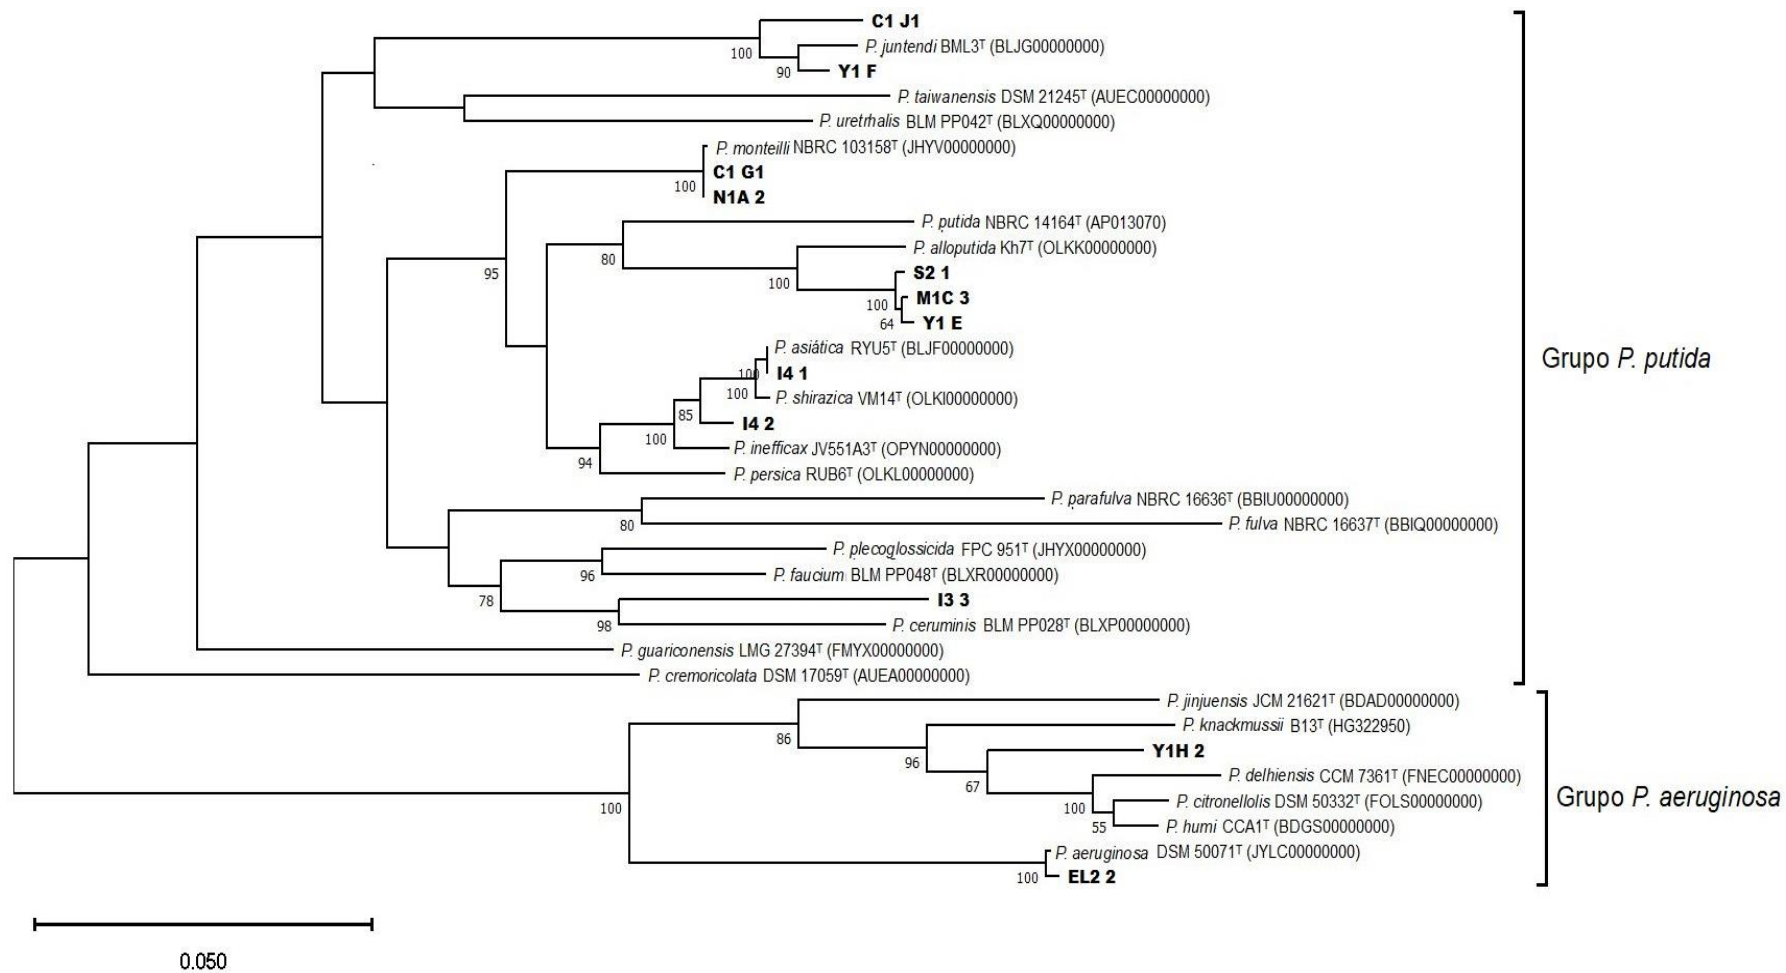 C1 J1
100
P. juntendi BML3ᵀ (BLJG00000000)
90
Y1 F
P. taiwanensis DSM 21245ᵀ (AUEC00000000)
P. uretrhalis BLM PP042ᵀ (BLXQ00000000)
P. monteilli NBRC 103158ᵀ (JHYV00000000)
C1 G1
100
N1A 2
P. putida NBRC 14164ᵀ (AP013070)
P. alloputida Kh7ᵀ (OLKK00000000)
80
95
S2 1
100
M1C 3
100
Y1 E
64
P. asiática RYU5ᵀ (BLJF00000000)
Grupo P. putida
I4 1
100
P. shirazica VM14ᵀ (OLKI00000000)
100
85
I4 2
100
P. inefficax JV551A3ᵀ (OPYN00000000)
94
P. persica RUB6ᵀ (OLKL00000000)
P. parafulva NBRC 16636ᵀ (BBIU00000000)
80
P. fulva NBRC 16637ᵀ (BBIQ00000000)
P. plecoglossicida FPC 951ᵀ (JHYX00000000)
96
P. faucium BLM PP048ᵀ (BLXR00000000)
78
I3 3
98
P. ceruminis BLM PP028ᵀ (BLXP00000000)
P. guariconensis LMG 27394ᵀ (FMYX00000000)
P. cremoricolata DSM 17059ᵀ (AUEA00000000)
P. jinjuensis JCM 21621ᵀ (BDAD00000000)
86
P. knackmussii B13ᵀ (HG322950)
Y1H 2
96
P. delhiensis CCM 7361ᵀ (FNEC00000000)
67
Grupo P. aeruginosa
P. citronellolis DSM 50332ᵀ (FOLS00000000)
100
P. humi CCA1ᵀ (BDGS00000000)
55
100
P. aeruginosa DSM 50071ᵀ (JYLC00000000)
100
EL2 2
0.050